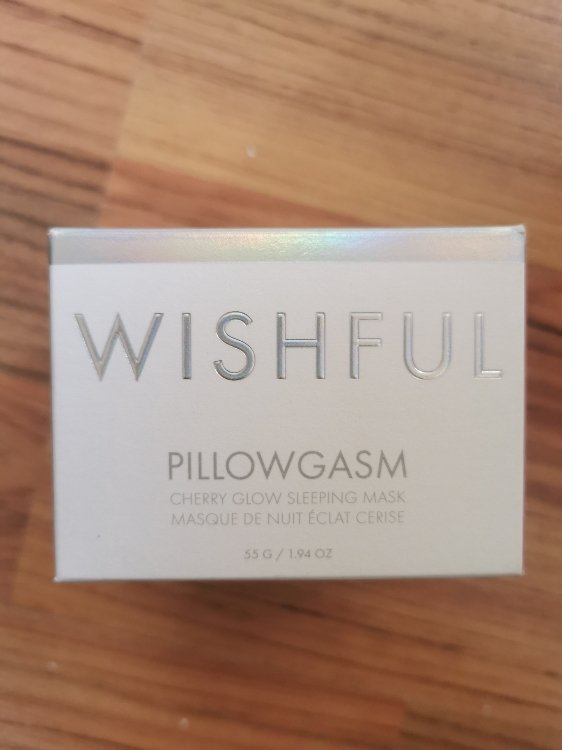 WISHFUL
PILLOWGASM
CHERRY GLOW SLEEPING MASK
MASQUE DE NUIT ÉCLAT CERISE
55 G / 1.94 OZ